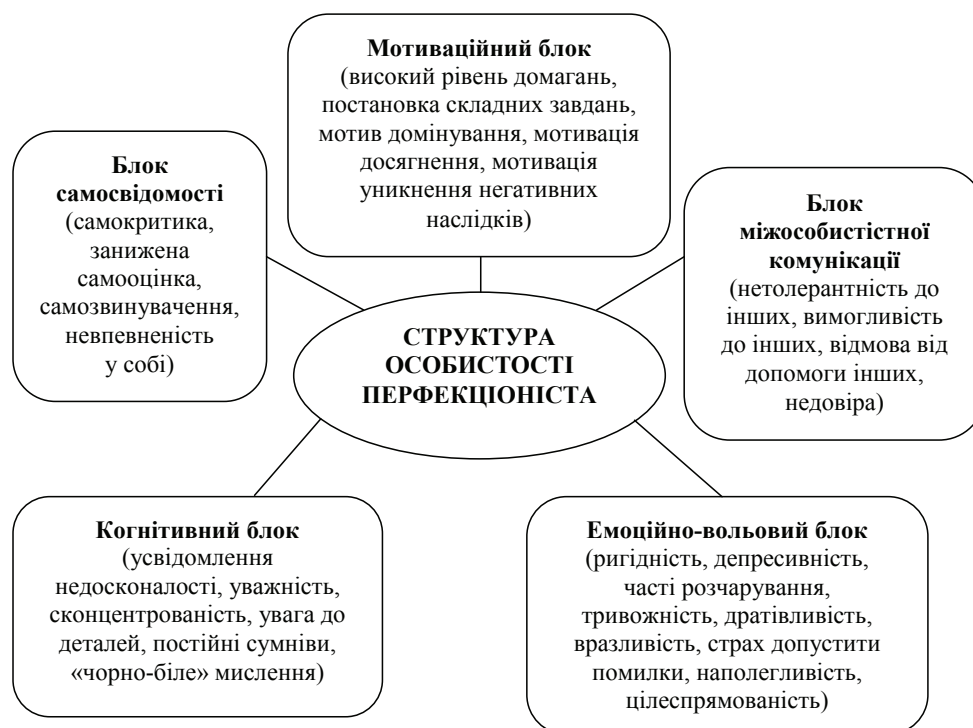 Мотиваційний блок
(високий рівень домагань,
постановка складних завдань,
мотив домінування, мотивація
досягнення, мотивація
уникнення негативних
наслідків)
Блок
самосвідомості
(самокритика,
занижена
самооцінка,
самозвинувачення,
невпевненість
у собі)
Блок
міжособистістної
комунікації
(нетолерантність до
інших, вимогливість
до інших, відмова від
допомоги інших,
недовіра)
СТРУКТУРА
ОСОБИСТОСТІ
ПЕРФЕКЦІОНІСТА
Когнітивний блок
(усвідомлення
недосконалості, уважність,
сконцентрованість, увага до
деталей, постійні сумніви,
«чорно-біле» мислення)
Емоційно-вольовий блок
(ригідність, депресивність,
часті розчарування,
тривожність, дратівливість,
вразливість, страх допустити
помилки, наполегливість,
цілеспрямованість)